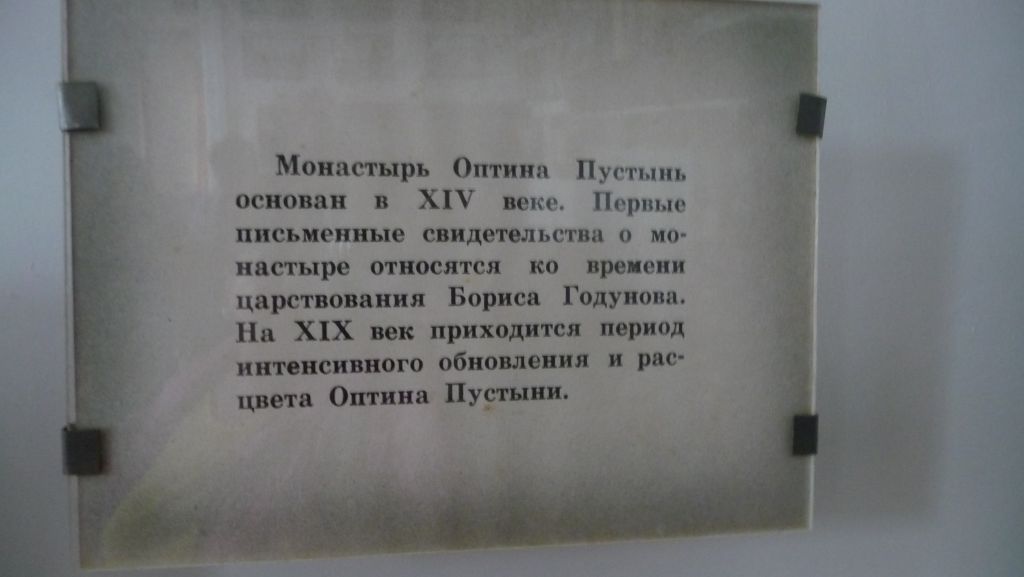 Монастырь Оптина Пустынь
основан в XIV веке. Первые
письменные свидетельства о мо-
настыре относятся ко времени
царствования Бориса Годунова.
На XIX век приходится период
интенсивного обновления и рас-
цвета Оптина Пустыни.